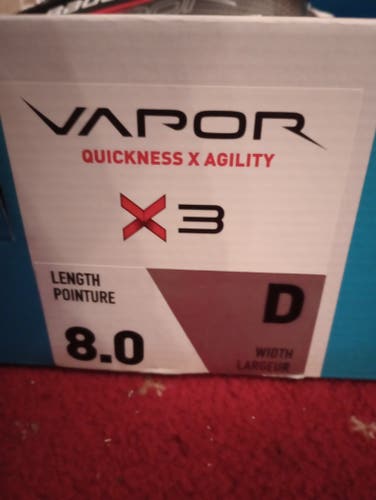 VAPOR
QUICKNESS X AGILITY
X3
LENGTH
POINTURE
8.0
D
WIDTH
LARGEUR